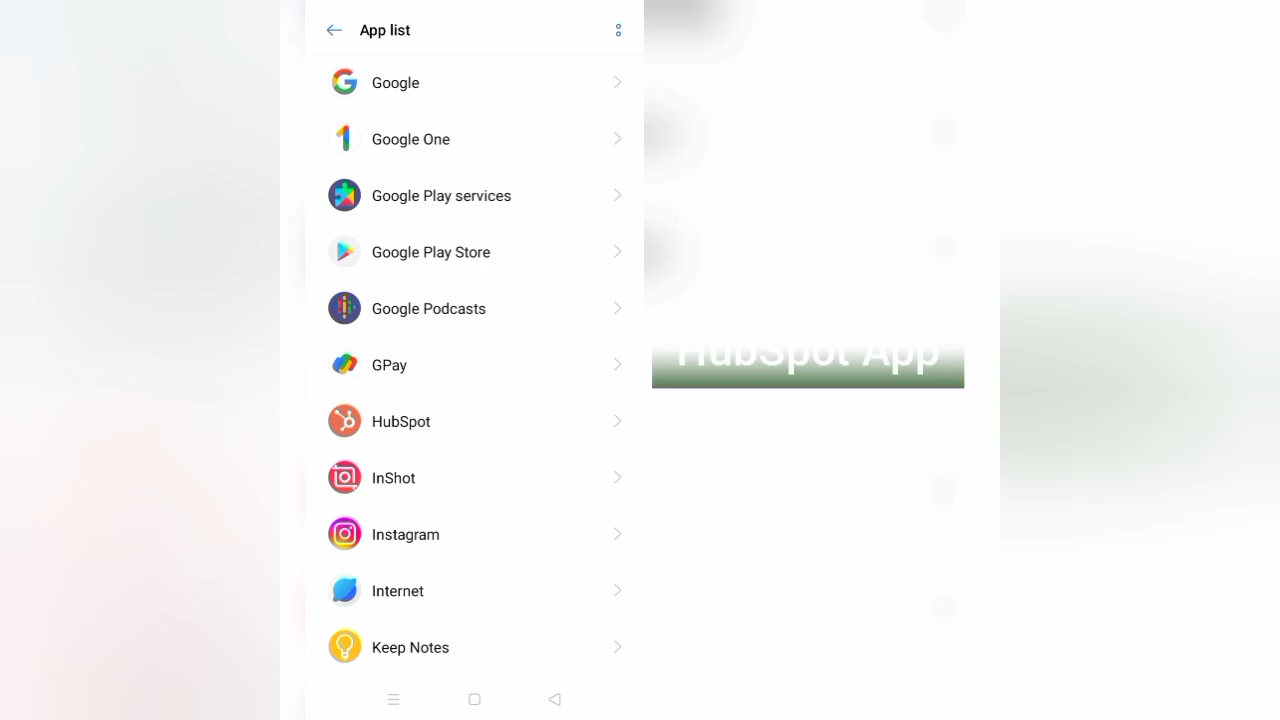 App list
Google
Google One
Google Play services
Google Play Store
Google Podcasts
GPay
HubSpot
InShot
Instagram
Internet
Keep Notes
HubSpot App